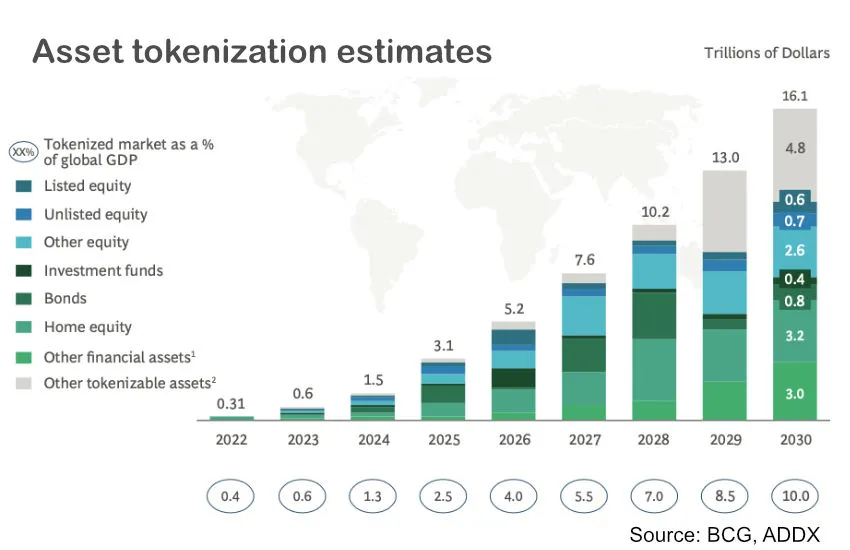 Asset tokenization estimates
Trillions of Dollars
XX%
Tokenized market as a %
of global GDP
Listed equity
Unlisted equity
Other equity
Investment funds
Bonds
Home equity
Other financial assets¹
Other tokenizable assets²
0.31
0.6
1.5
3.1
5.2
7.6
10.2
13.0
16.1
4.8
0.6
0.7
2.6
0.4
0.8
3.2
3.0
2022 2023 2024 2025 2026 2027 2028 2029 2030
0.4 0.6 1.3 2.5 4.0 5.5 7.0 8.5 10.0
Source: BCG, ADDX